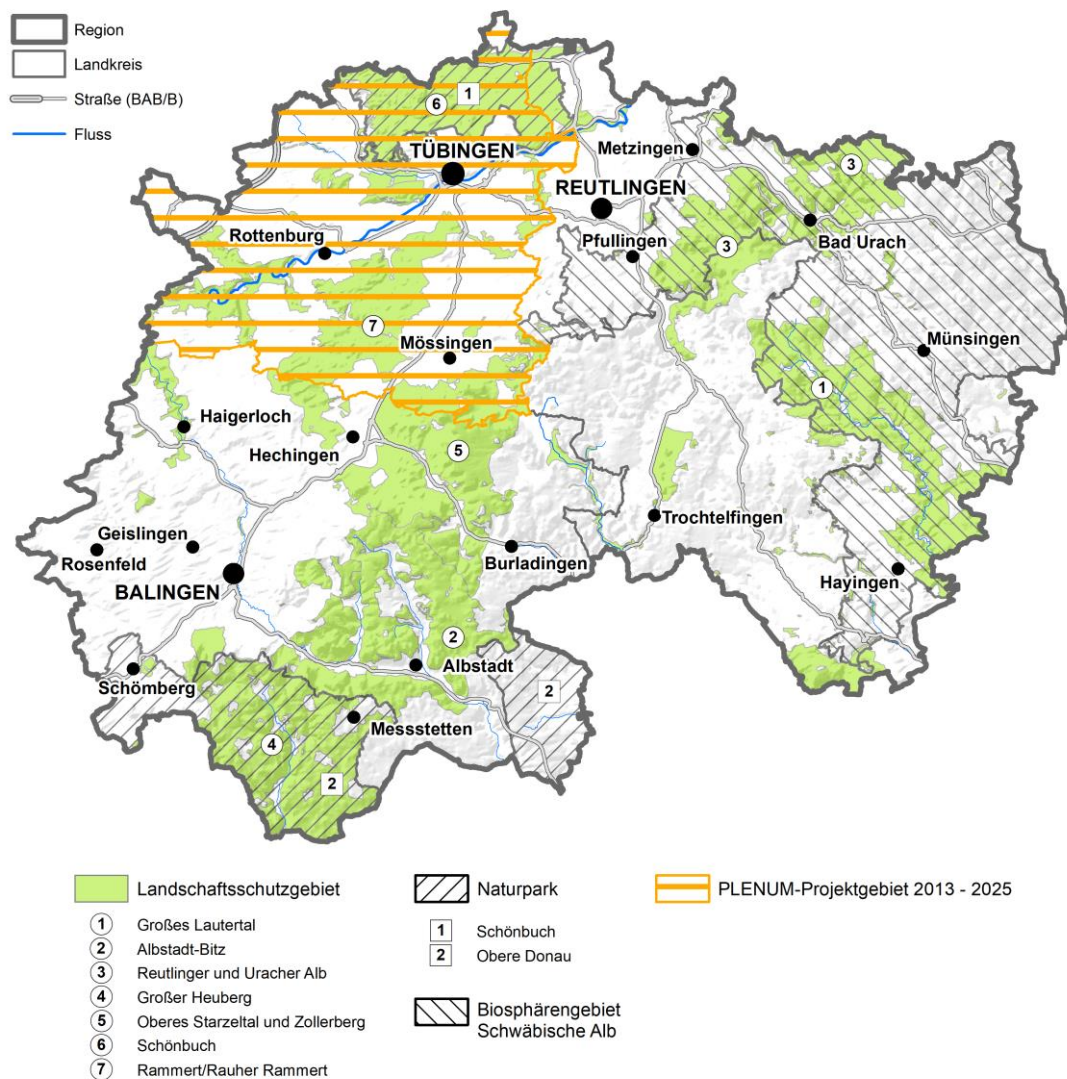 Region
Landkreis
Straße (BAB/B)
Fluss
1
6
TÜBINGEN
Metzingen
3
REUTLINGEN
Rottenburg
Pfullingen
3
Bad Urach
7
Mössingen
Münsingen
1
Haigerloch
Hechingen
5
Trochtelfingen
Geislingen
Rosenfeld
Burladingen
BALINGEN
Hayingen
2
Albstadt
Schömberg
2
Messstetten
4
2
Landschaftsschutzgebiet
1 Großes Lautertal
2 Albstadt-Bitz
3 Reutlinger und Uracher Alb
4 Großer Heuberg
5 Oberes Starzeltal und Zollerberg
6 Schönbuch
7 Rammert/Rauher Rammert
Naturpark
1 Schönbuch
2 Obere Donau
Biosphärengebiet
Schwäbische Alb
PLENUM-Projektgebiet 2013 - 2025